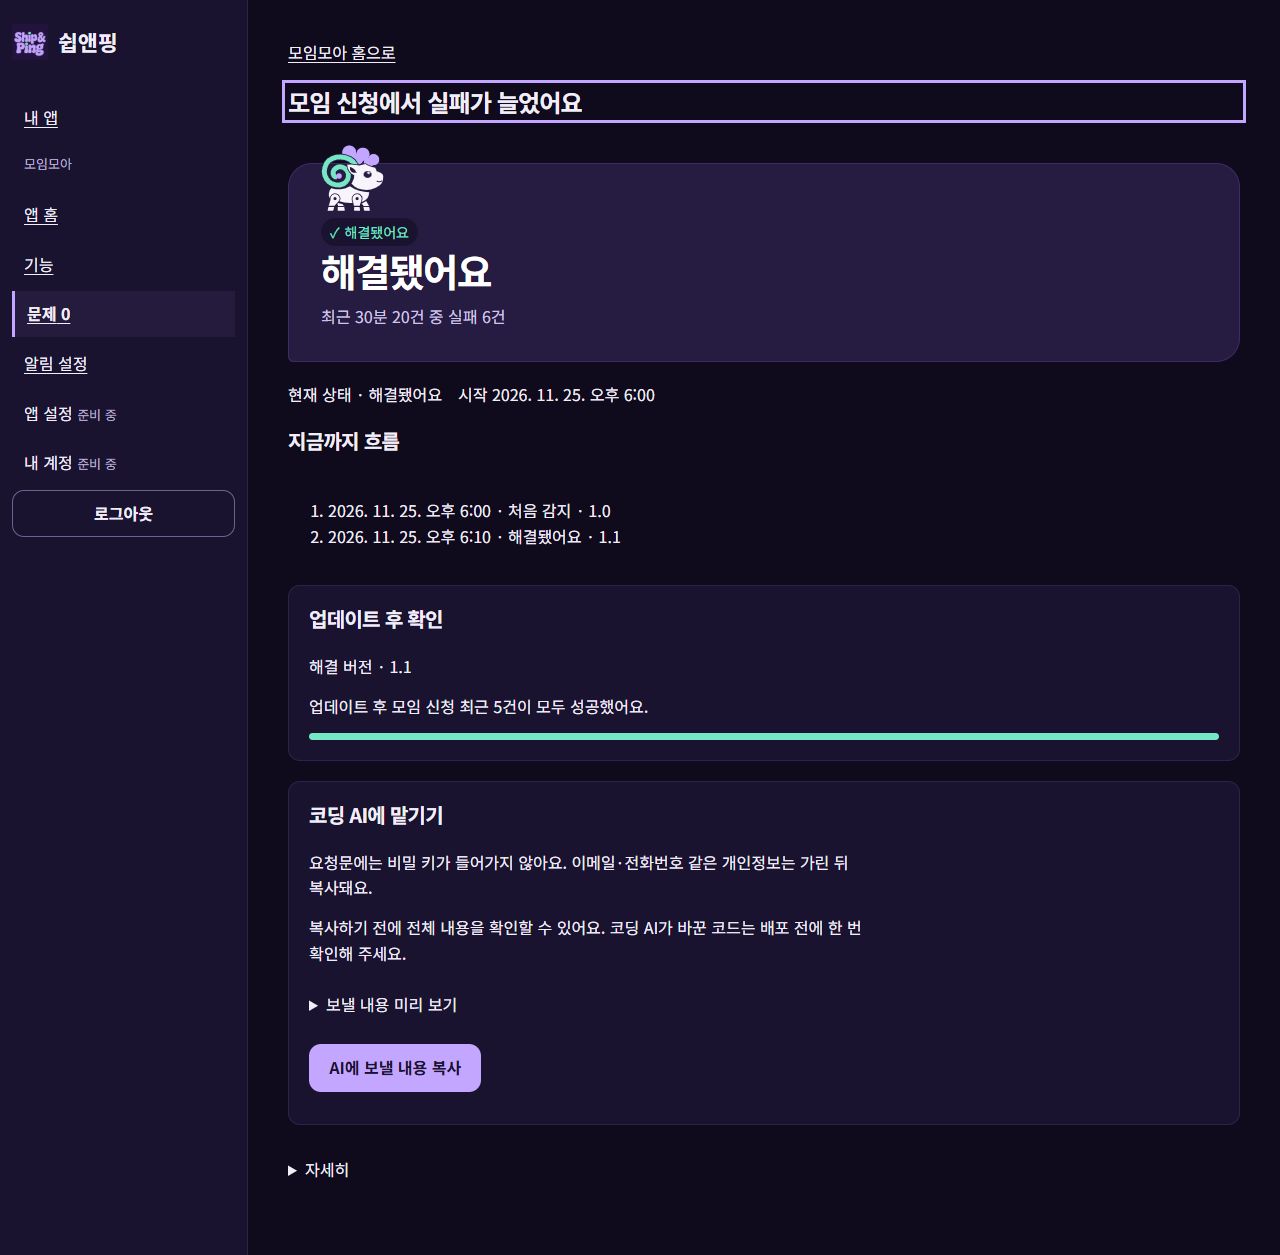 Ship&
Ping
쉽앤핑
내 앱
모임모아
앱 홈
기능
문제 0
알림 설정
앱 설정 준비 중
내 계정 준비 중
로그아웃
모임모아 홈으로
모임 신청에서 실패가 늘었어요
✓ 해결됐어요
해결됐어요
최근 30분 20건 중 실패 6건
현재 상태 · 해결됐어요 시작 2026. 11. 25. 오후 6:00
지금까지 흐름
1. 2026. 11. 25. 오후 6:00 · 처음 감지 · 1.0
2. 2026. 11. 25. 오후 6:10 · 해결됐어요 · 1.1
업데이트 후 확인
해결 버전 · 1.1
업데이트 후 모임 신청 최근 5건이 모두 성공했어요.
코딩 AI에 맡기기
요청문에는 비밀 키가 들어가지 않아요. 이메일·전화번호 같은 개인정보는 가린 뒤
복사돼요.
복사하기 전에 전체 내용을 확인할 수 있어요. 코딩 AI가 바꾼 코드는 배포 전에 한 번
확인해 주세요.
▶ 보낼 내용 미리 보기
AI에 보낼 내용 복사
▶ 자세히